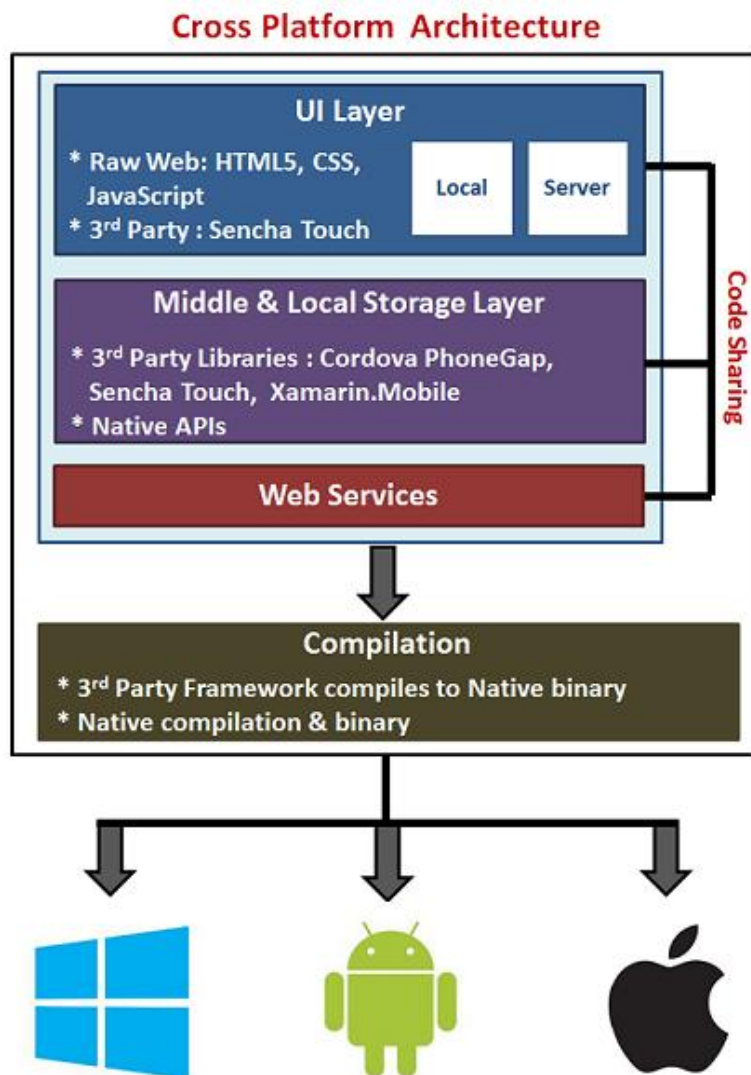 Cross Platform Architecture
UI Layer
* Raw Web: HTML5, CSS,
JavaScript
* 3rd Party : Sencha Touch
Local
Server
Middle & Local Storage Layer
* 3rd Party Libraries : Cordova PhoneGap,
Sencha Touch, Xamarin.Mobile
* Native APIs
Web Services
Code Sharing
Compilation
* 3rd Party Framework compiles to Native binary
* Native compilation & binary